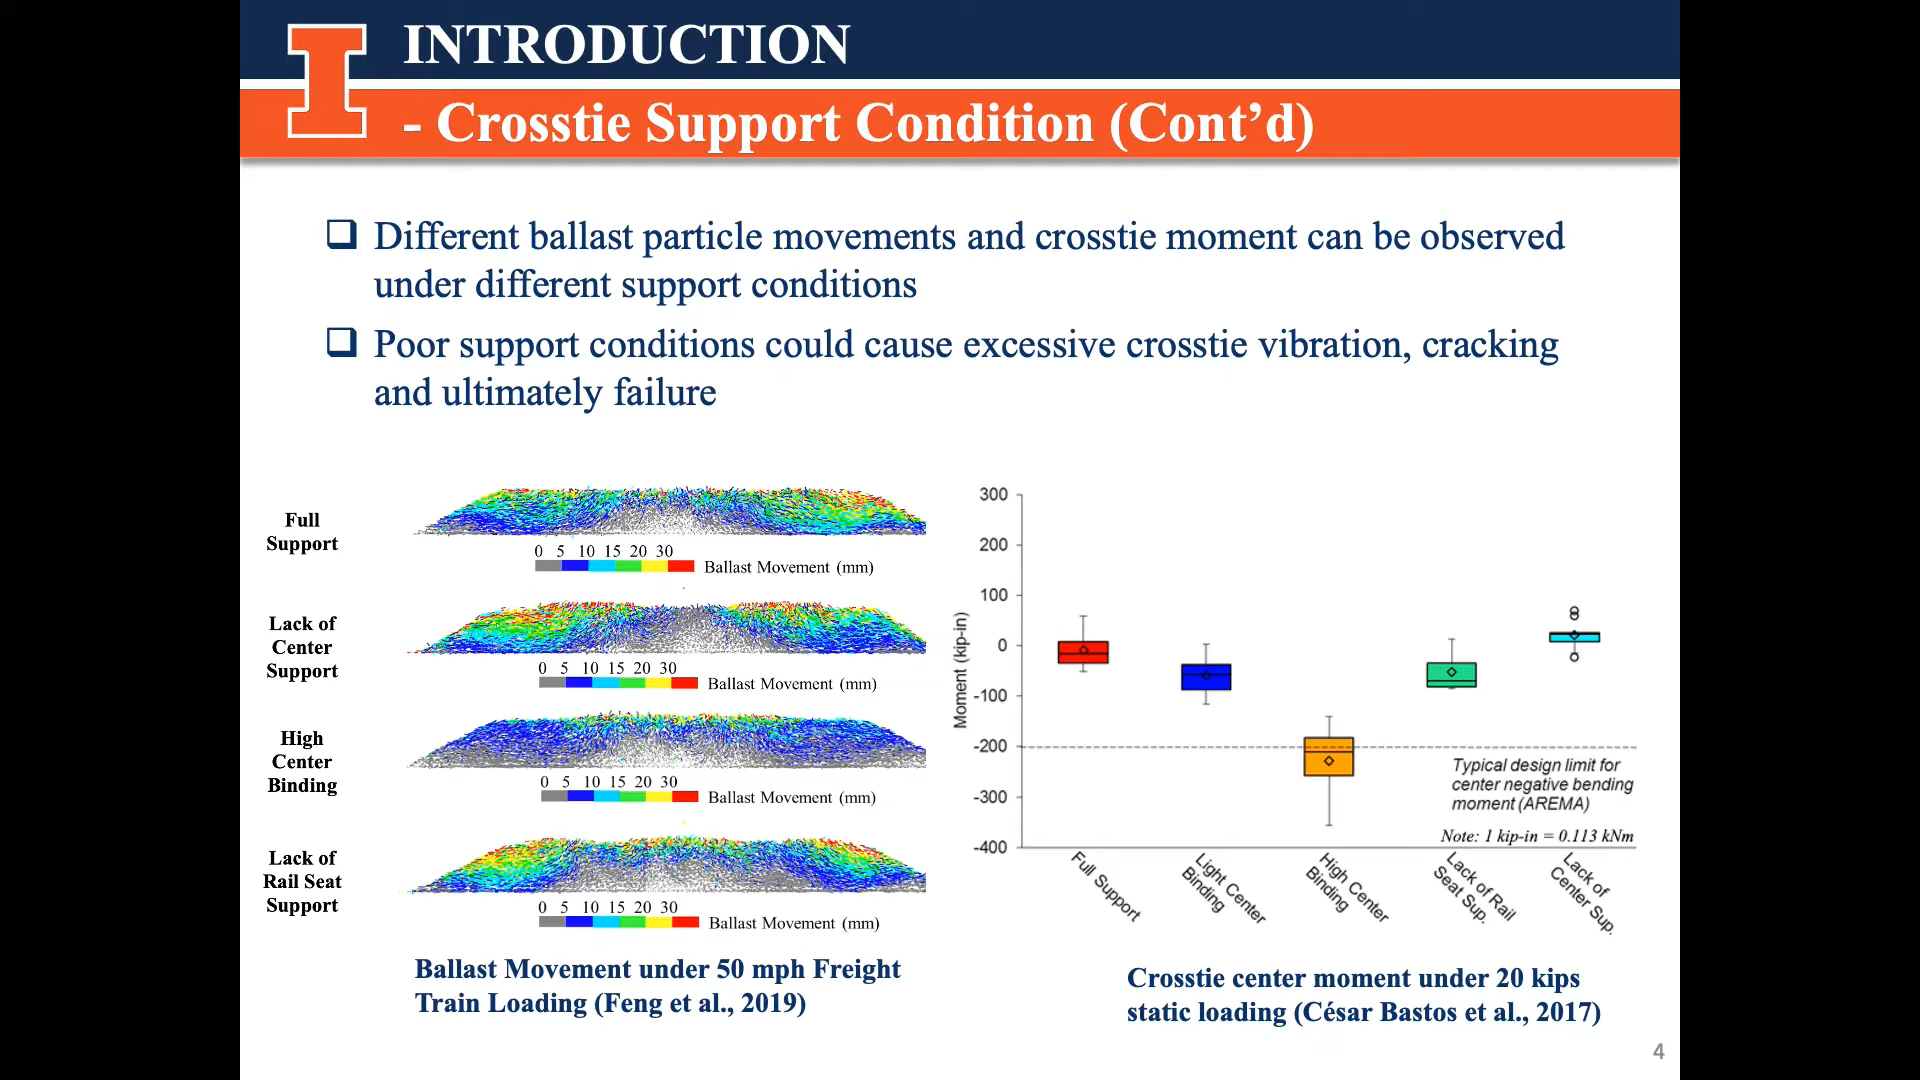 INTRODUCTION
- Crosstie Support Condition (Cont’d)
Different ballast particle movements and crosstie moment can be observed
under different support conditions
Poor support conditions could cause excessive crosstie vibration, cracking
and ultimately failure
Full
Support
0 5 10 15 20 30
Ballast Movement (mm)
Lack of
Center
Support
0 5 10 15 20 30
Ballast Movement (mm)
High
Center
Binding
0 5 10 15 20 30
Ballast Movement (mm)
Lack of
Rail Seat
Support
0 5 10 15 20 30
Ballast Movement (mm)
Ballast Movement under 50 mph Freight
Train Loading (Feng et al., 2019)
Moment (kip-in)
300
200
100
0
-100
-200
-300
-400
Typical design limit for
center negative bending
moment (AREMA)
Note: 1 kip-in = 0.113 kNm
Full Support
Light Center
Binding
High Center
Binding
Lack of Rail
Seat Sup.
Lack of
Center Sup.
Crosstie center moment under 20 kips
static loading (César Bastos et al., 2017)
4